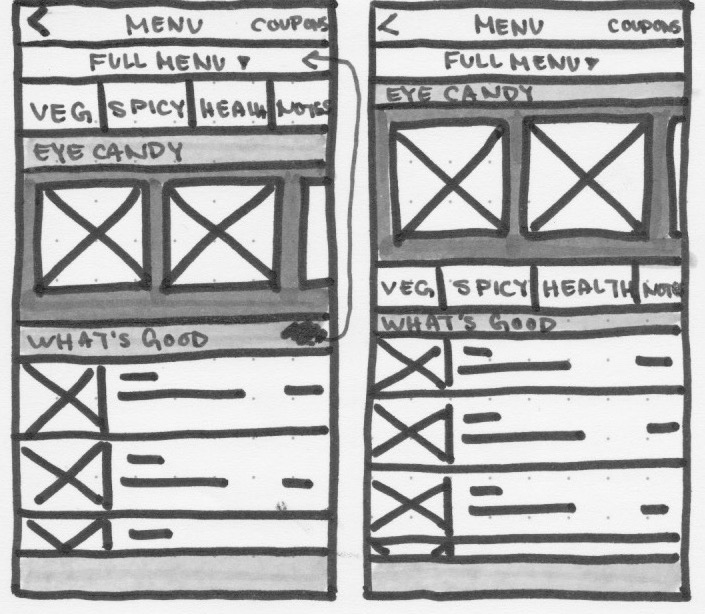 < MENU COUPONS
FULL MENU ▼
VEG SPICY HEALTH NOTES
EYE CANDY
WHAT'S GOOD
< MENU COUPONS
FULL MENU ▼
EYE CANDY
VEG SPICY HEALTH NOTES
WHAT'S GOOD